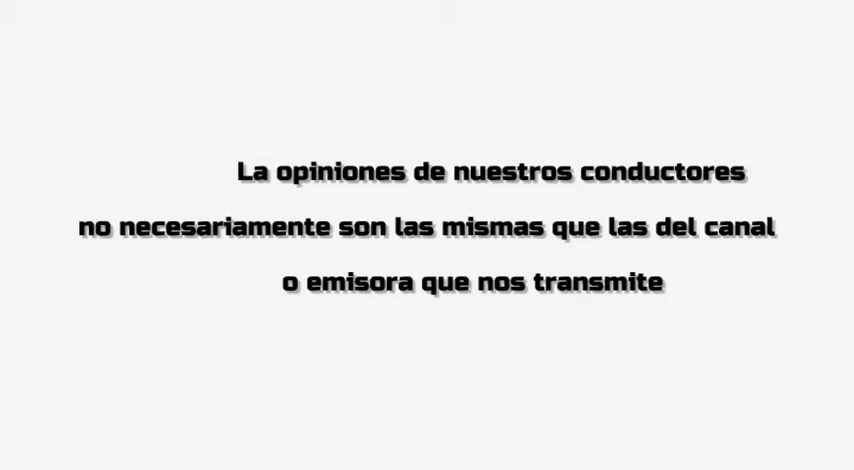 La opiniones de nuestros conductores
no necesariamente son las mismas que las del canal
o emisora que nos transmite